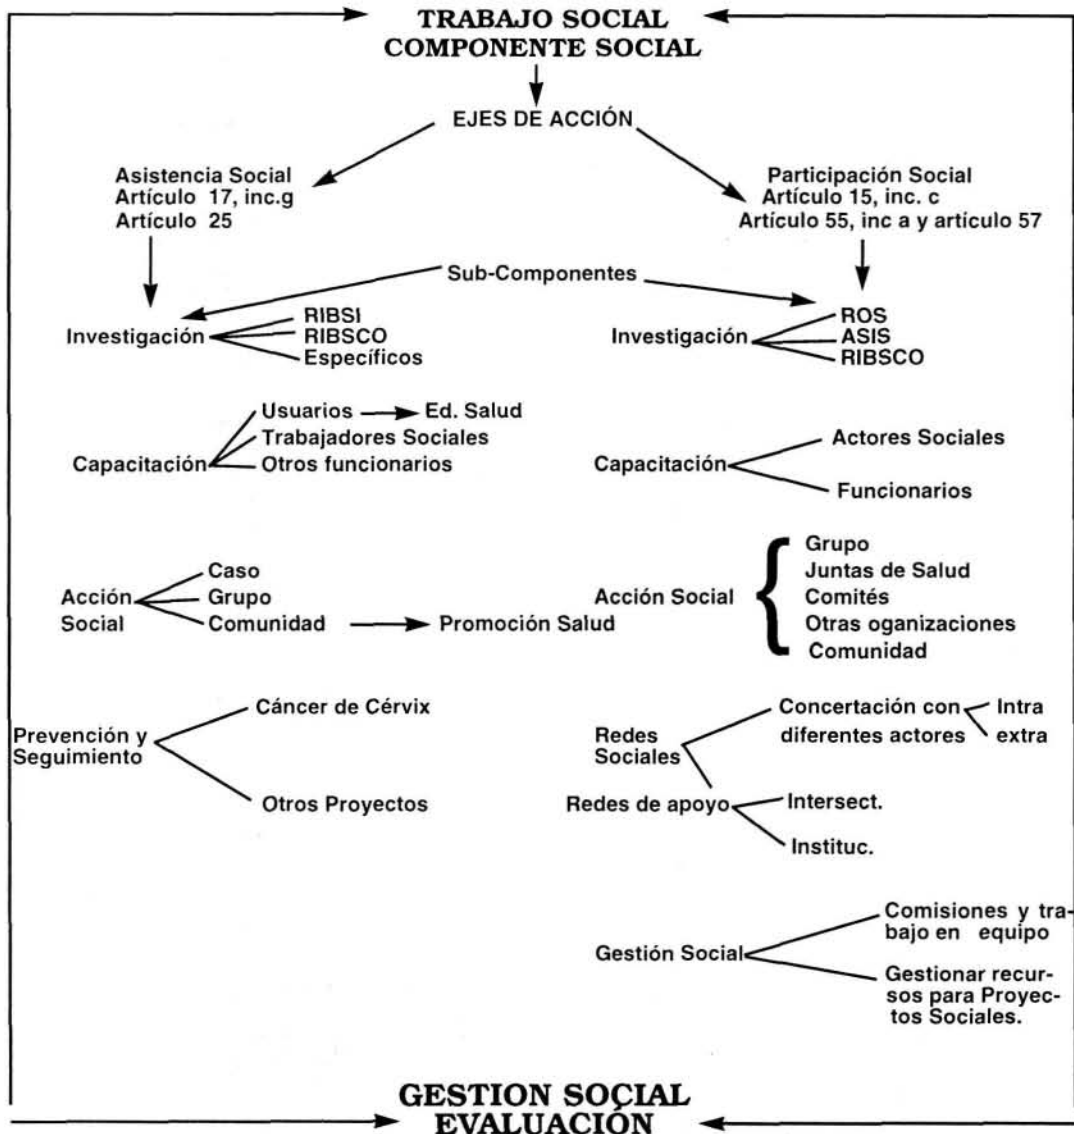 TRABAJO SOCIAL
COMPONENTE SOCIAL
EJES DE ACCIÓN
Asistencia Social
Artículo 17, inc.g
Artículo 25
Participación Social
Artículo 15, inc. c
Artículo 55, inc a y artículo 57
Sub-Componentes
Investigación
RIBSI
RIBSCO
Específicos
Investigación
ROS
ASIS
RIBSCO
Capacitación
Usuarios
Ed. Salud
Trabajadores Sociales
Otros funcionarios
Capacitación
Actores Sociales
Funcionarios
Acción
Social
Caso
Grupo
Comunidad
Promoción Salud
Acción Social
Grupo
Juntas de Salud
Comités
Otras oganizaciones
Comunidad
Prevención y
Seguimiento
Cáncer de Cérvix
Otros Proyectos
Redes
Sociales
Concertación con
diferentes actores
Intra
extra
Redes de apoyo
Intersect.
Instituc.
Gestión Social
Comisiones y tra-
bajo en equipo
Gestionar recur-
sos para Proyec-
tos Sociales.
GESTION SOCIAL
EVALUACIÓN